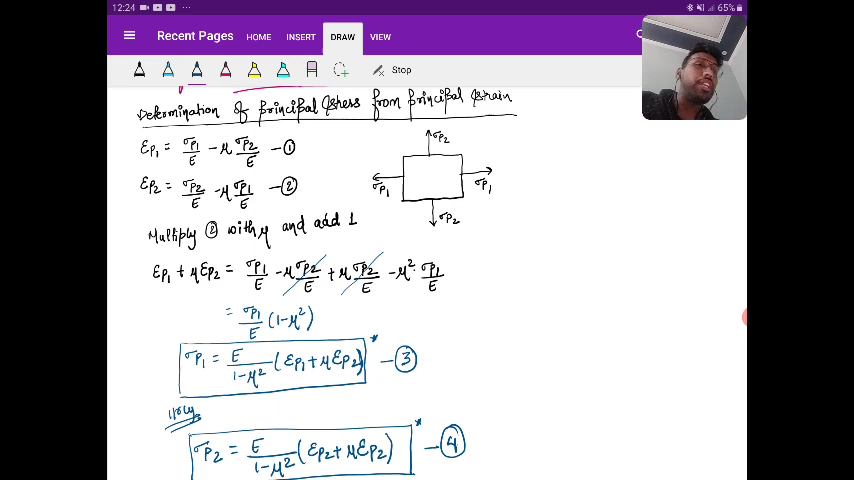 12:24
65%
Recent Pages HOME INSERT DRAW VIEW
Stop
Determination of principal stress from principal strain
εp1 = σp1/E - μ σp2/E -①
εp2 = σp2/E - μ σp1/E -②
σp2
σp1 σp1
σp2
Multiply ② with μ and add 1
εp1 + μεp2 = σp1/E - μ σp2/E + μ σp2/E - μ² · σp1/E
= σp1/E (1-μ²)
σp1 = E/1-μ² (εp1 + μεp2) * -③
lllrly
σp2 = E/1-μ² (εp2 + μεp2) * -④